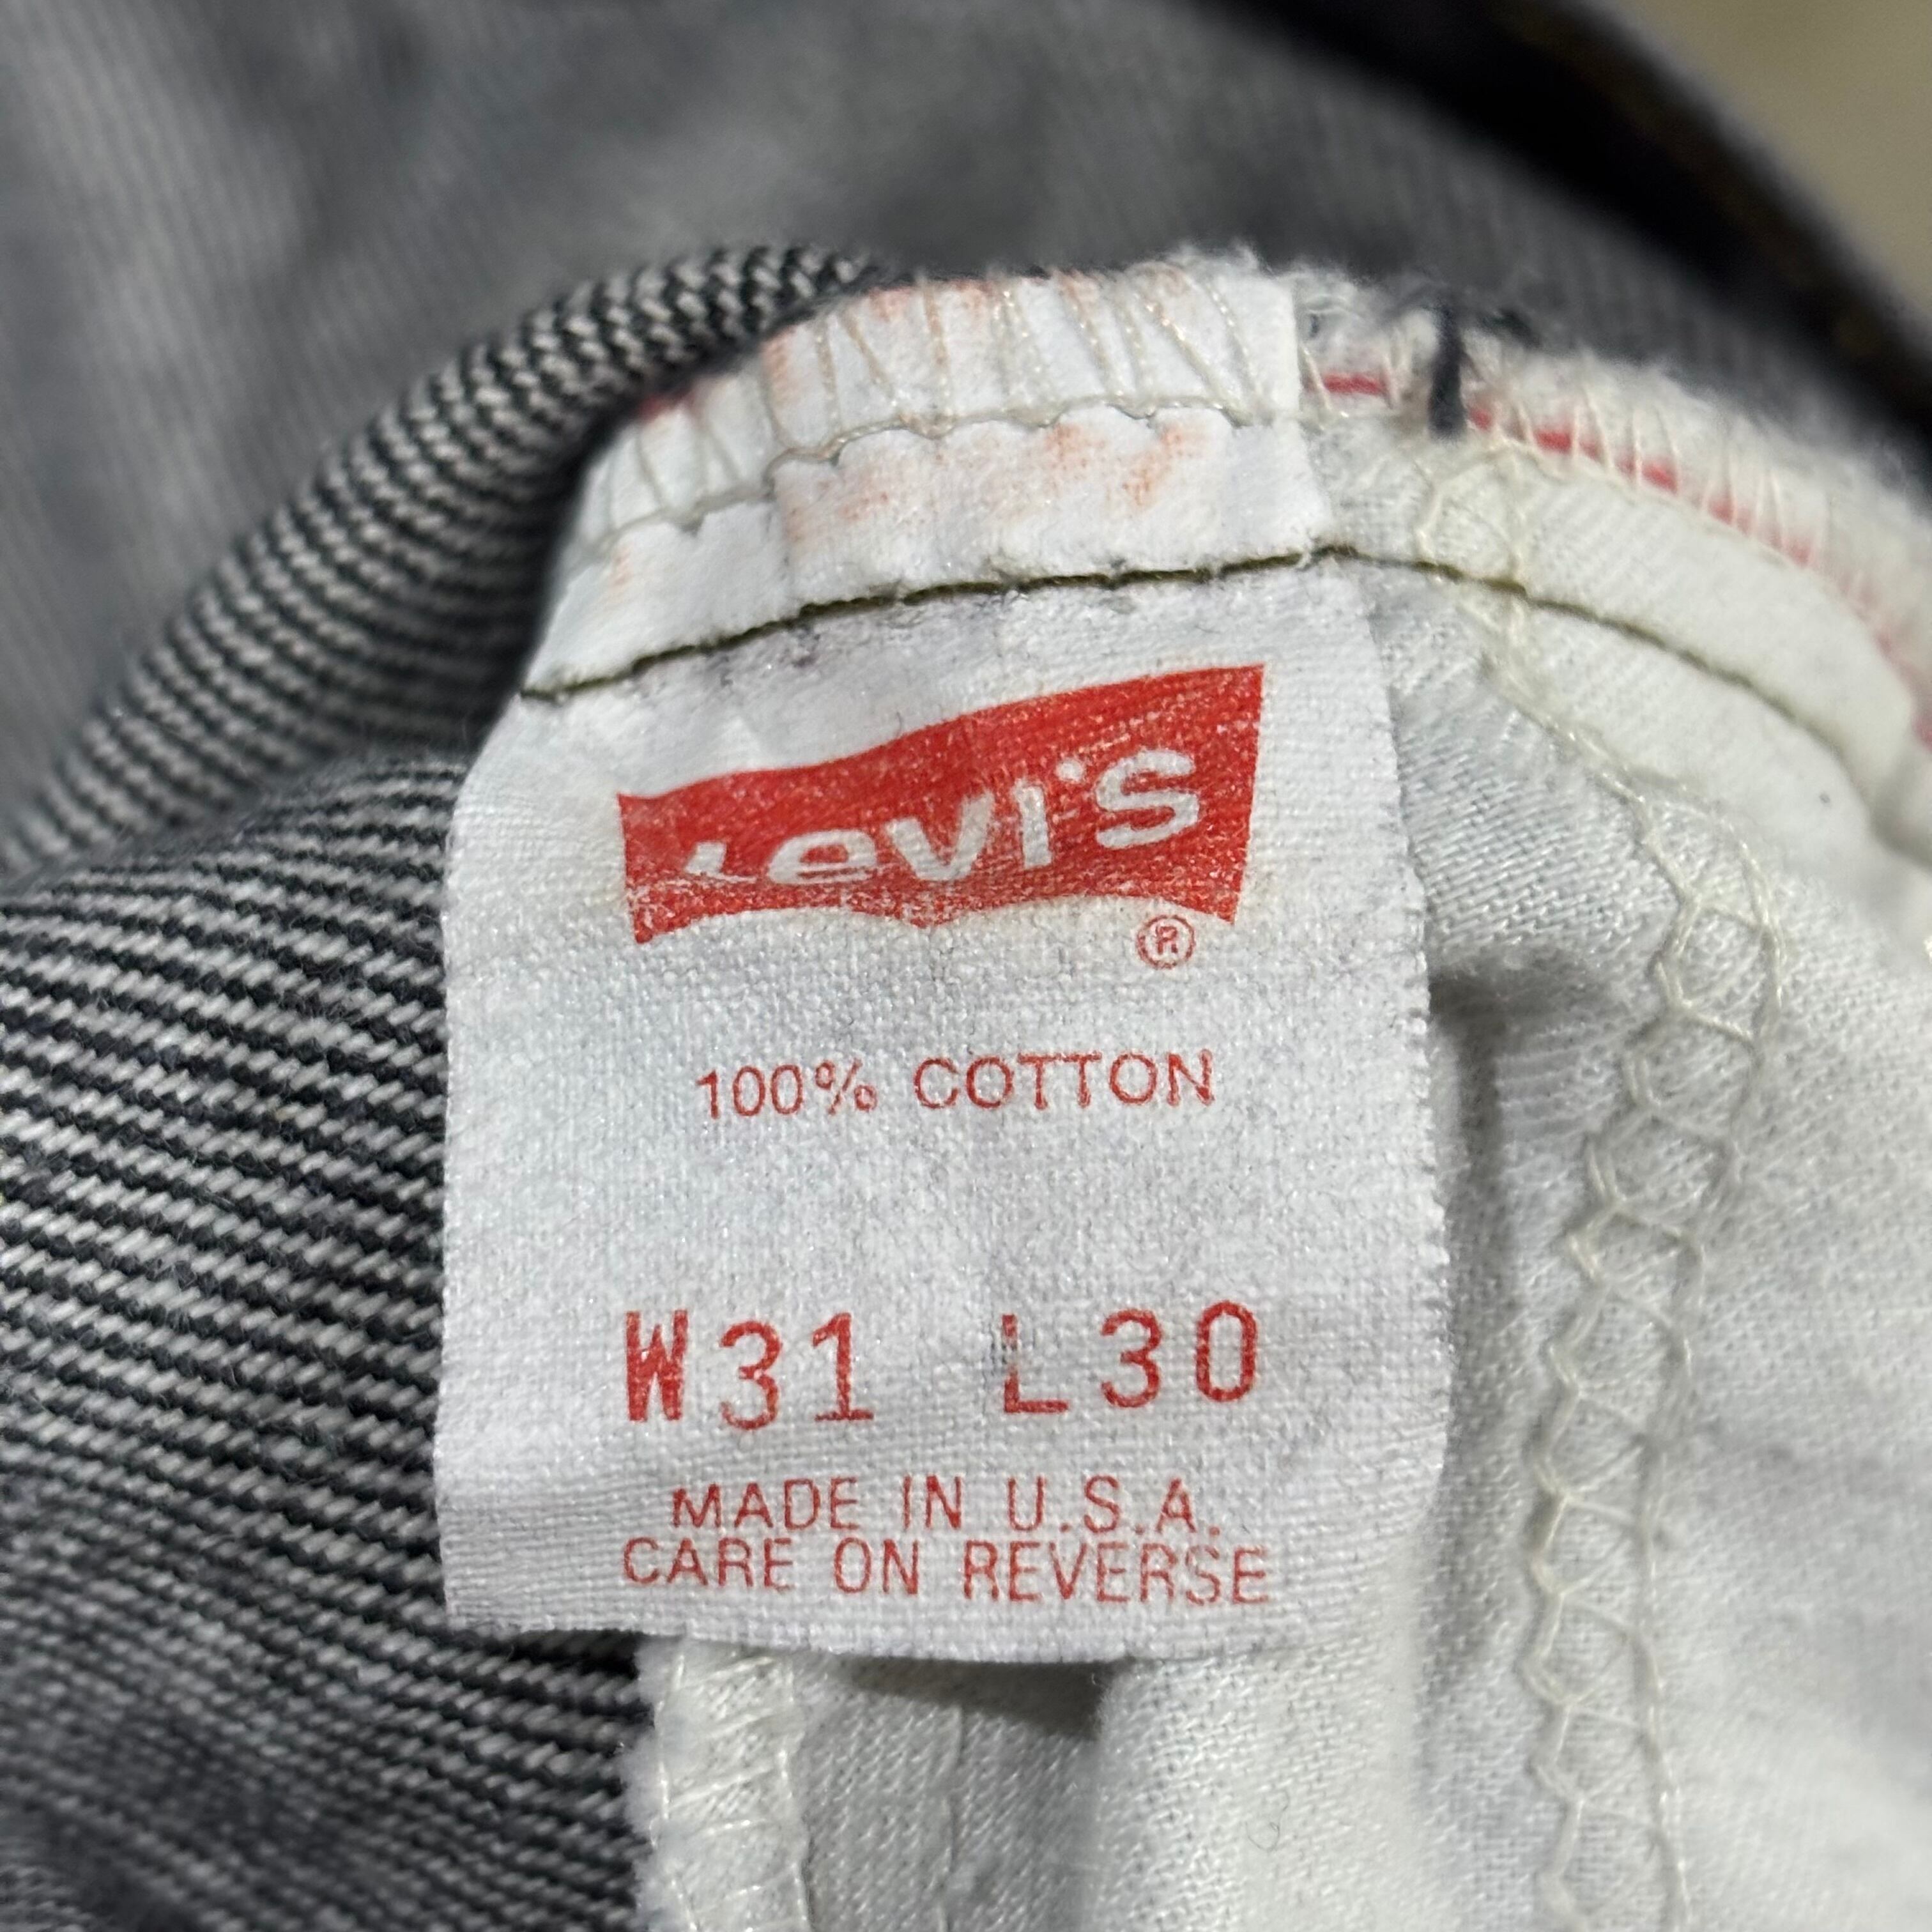 Levi's
®
100% COTTON
W31 L30
MADE IN U.S.A.
CARE ON REVERSE